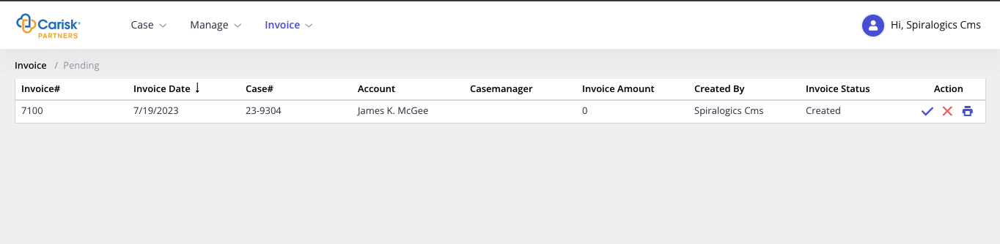 Carisk
PARTNERS
Case Manage Invoice Hi, Spiralogics Cms
Invoice / Pending
Invoice# Invoice Date Case# Account Casemanager Invoice Amount Created By Invoice Status Action
7100 7/19/2023 23-9304 James K. McGee 0 Spiralogics Cms Created